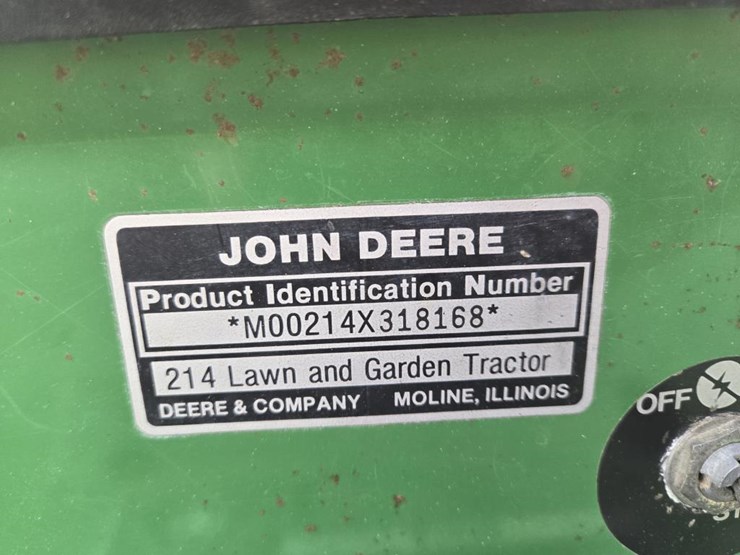 JOHN DEERE
Product Identification Number
*M00214X318168*
214 Lawn and Garden Tractor
DEERE & COMPANY MOLINE, ILLINOIS
OFF